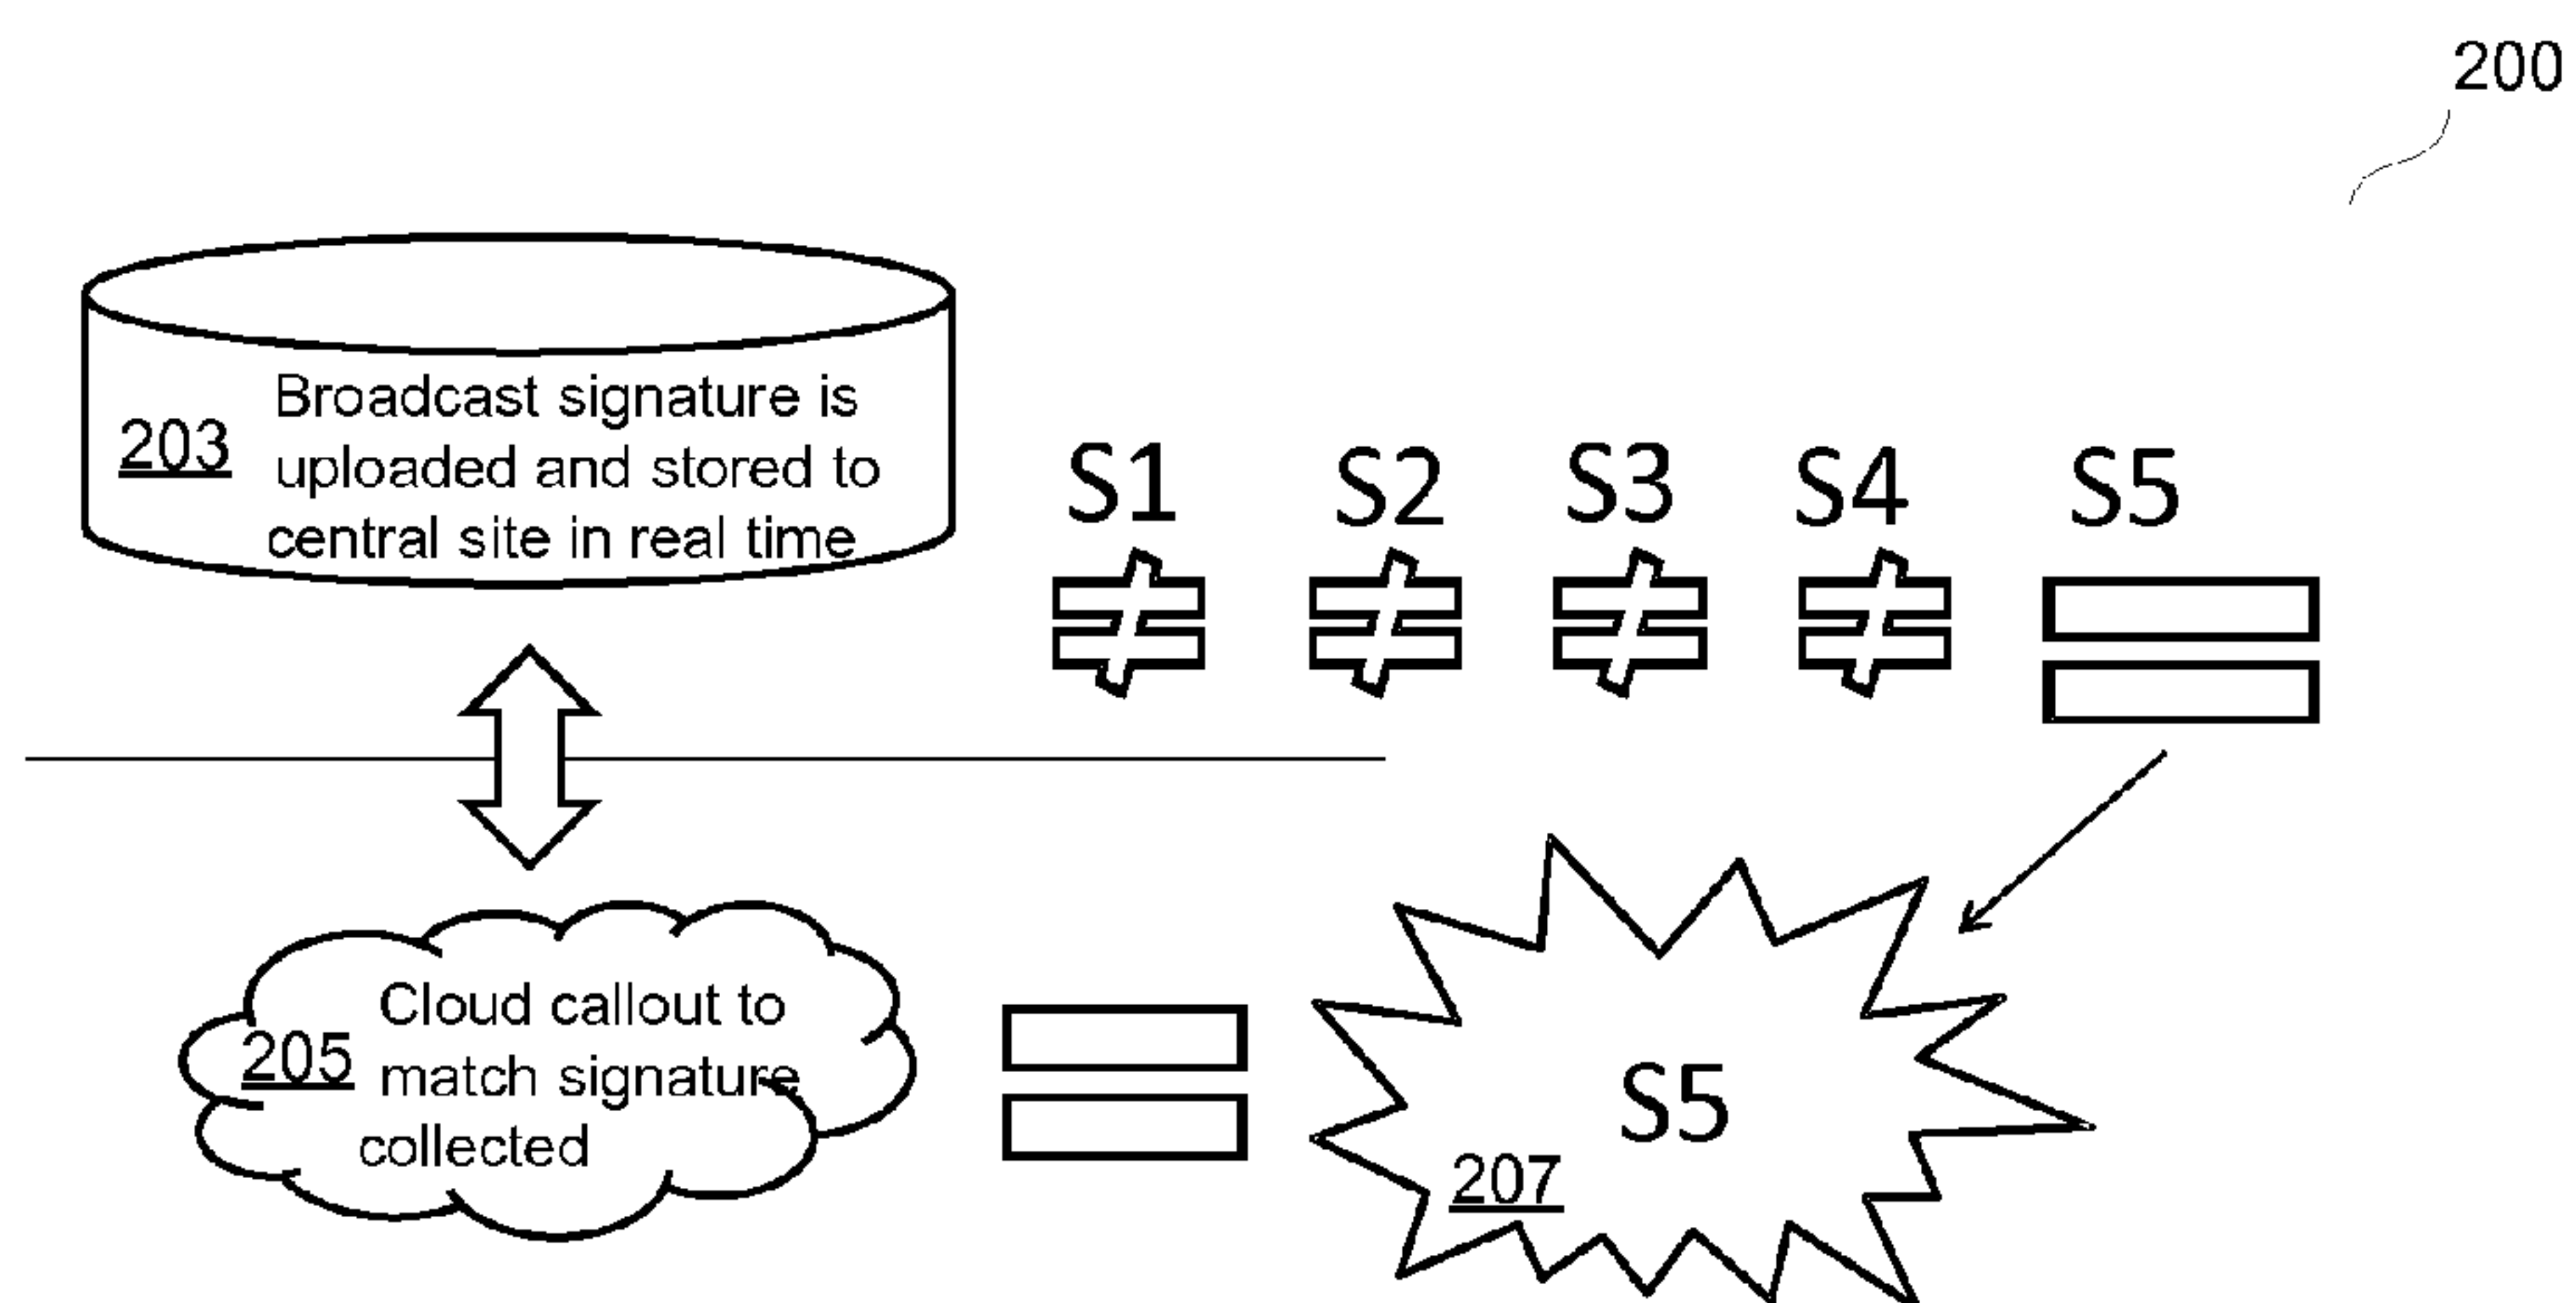 200
203 Broadcast signature is
uploaded and stored to
central site in real time
S1 S2 S3 S4 S5
205 Cloud callout to
match signature
collected
S5
207